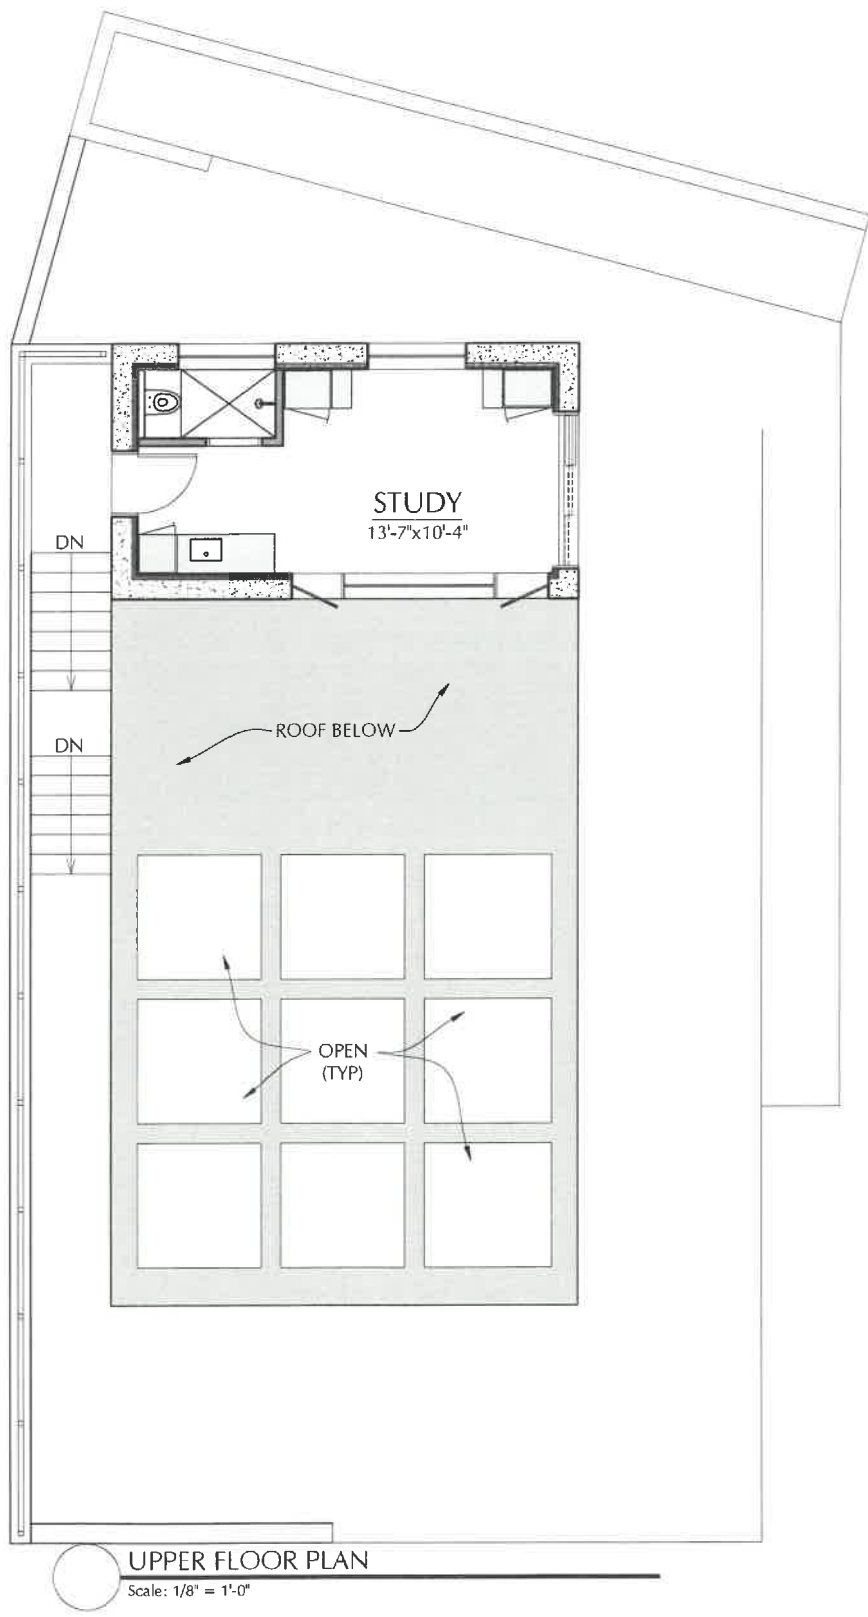 STUDY
13'-7"x10'-4"
DN
ROOF BELOW
DN
OPEN
(TYP)
UPPER FLOOR PLAN
Scale: 1/8" = 1'-0"